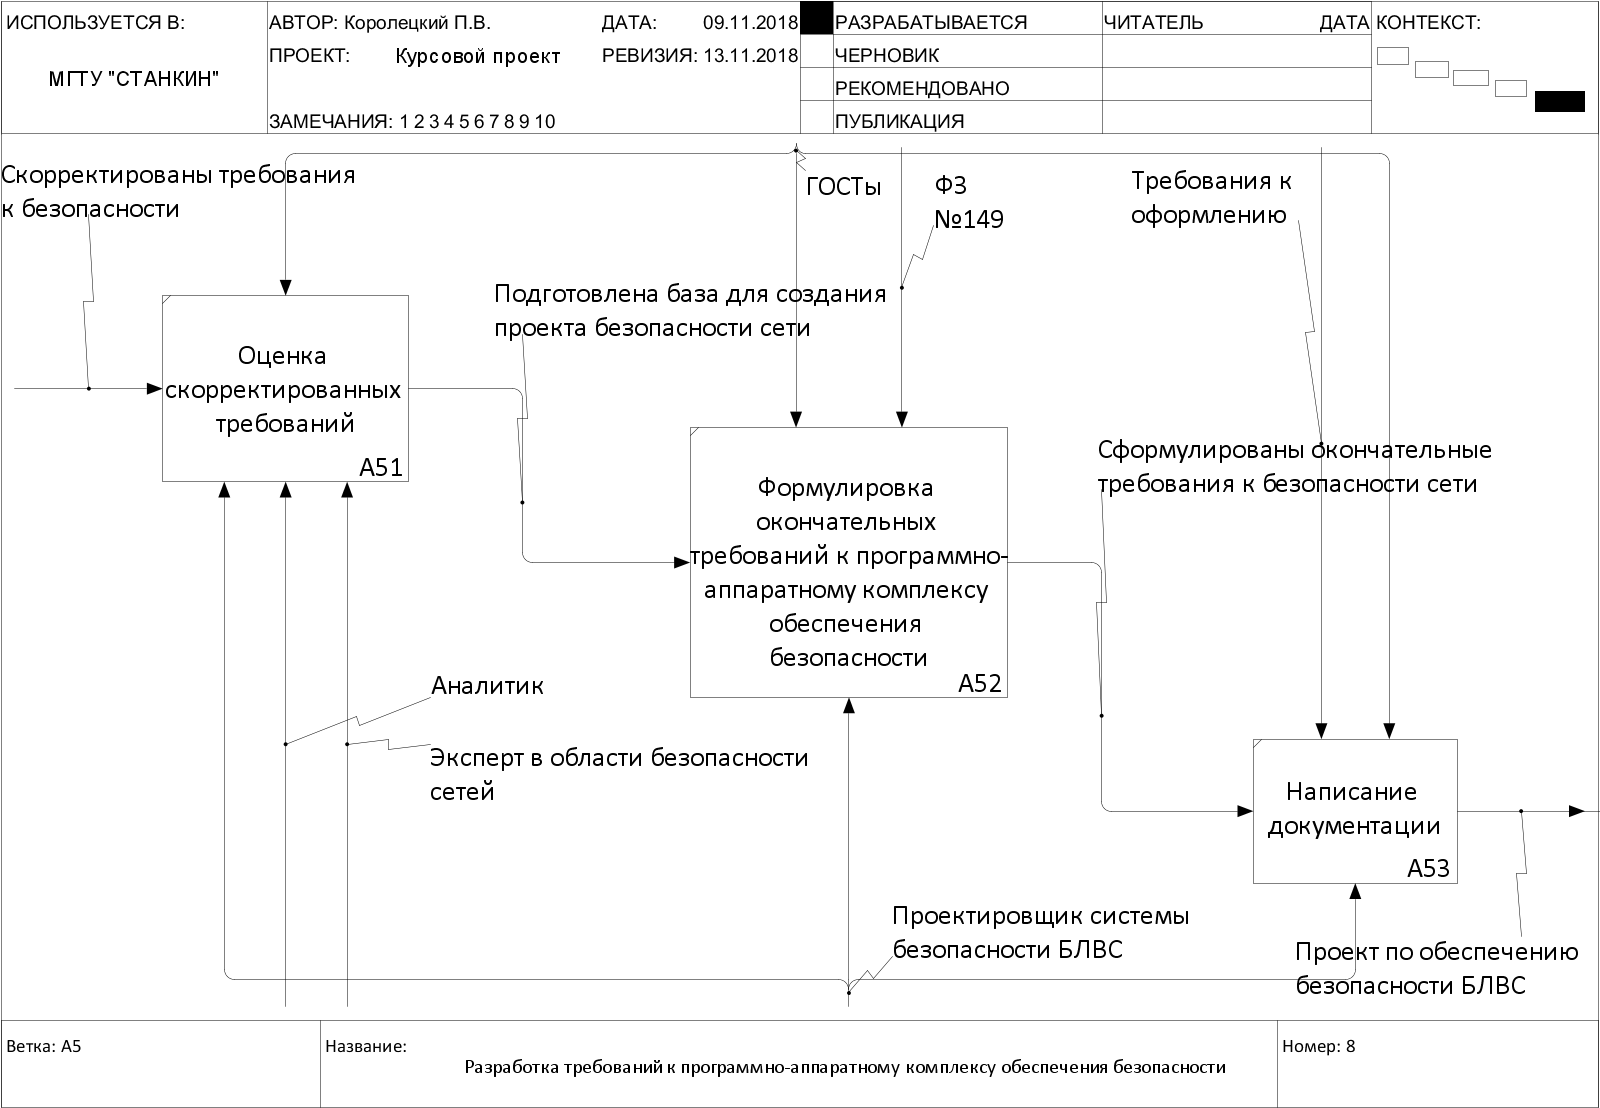 ИСПОЛЬЗУЕТСЯ В:
МГТУ "СТАНКИН"
АВТОР: Королецкий П.В.
ДАТА: 09.11.2018
ПРОЕКТ: Курсовой проект
РЕВИЗИЯ: 13.11.2018
ЗАМЕЧАНИЯ: 1 2 3 4 5 6 7 8 9 10
РАЗРАБАТЫВАЕТСЯ
ЧЕРНОВИК
РЕКОМЕНДОВАНО
ПУБЛИКАЦИЯ
ЧИТАТЕЛЬ
ДАТА
КОНТЕКСТ:
Скорректированы требования
к безопасности
ГОСТы
ФЗ
№149
Требования к
оформлению
Подготовлена база для создания
проекта безопасности сети
Оценка
скорректированных
требований
А51
Сформулированы окончательные
требования к безопасности сети
Формулировка
окончательных
требований к программно-
аппаратному комплексу
обеспечения
безопасности
А52
Аналитик
Эксперт в области безопасности
сетей
Написание
документации
А53
Проектировщик системы
безопасности БЛВС
Проект по обеспечению
безопасности БЛВС
Ветка: А5
Название:
Разработка требований к программно-аппаратному комплексу обеспечения безопасности
Номер: 8